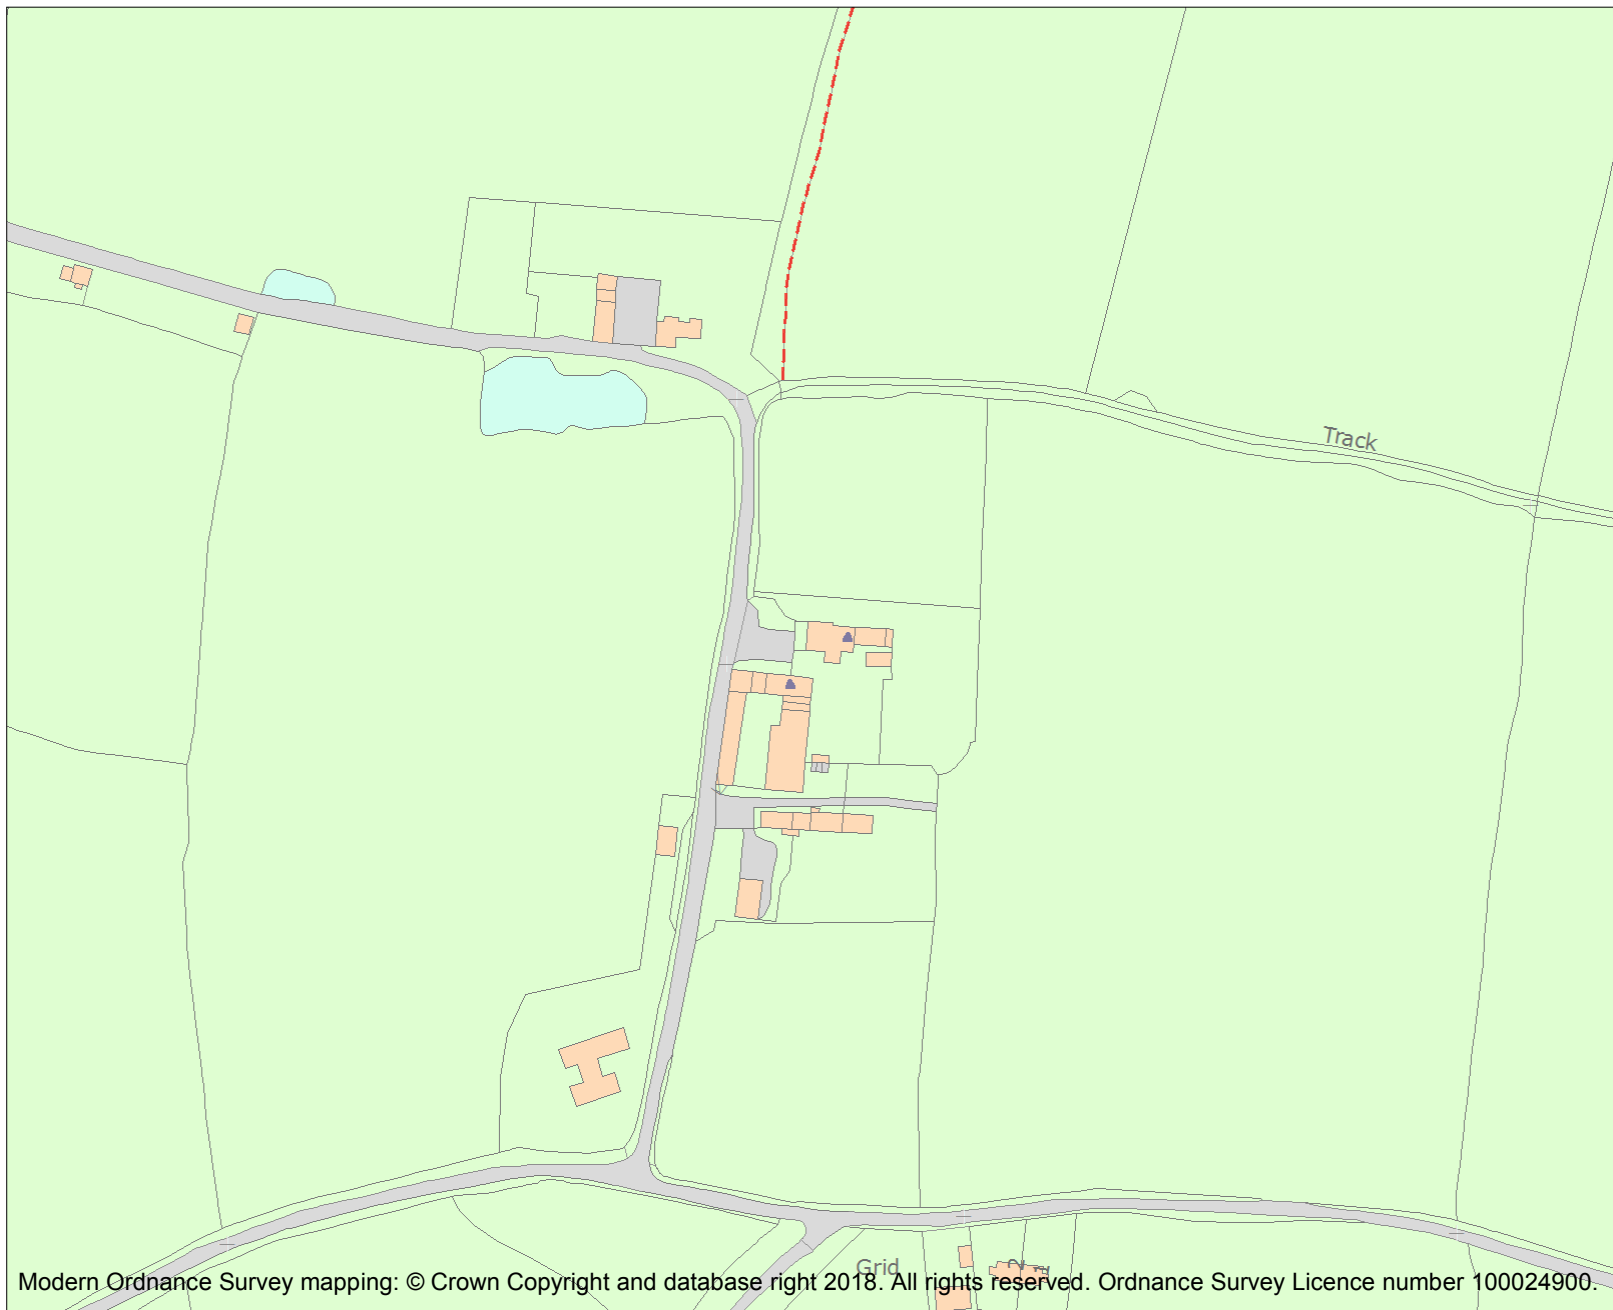 Track
Grid
Modern Ordnance Survey mapping: © Crown Copyright and database right 2018. All rights reserved. Ordnance Survey Licence number 100024900.